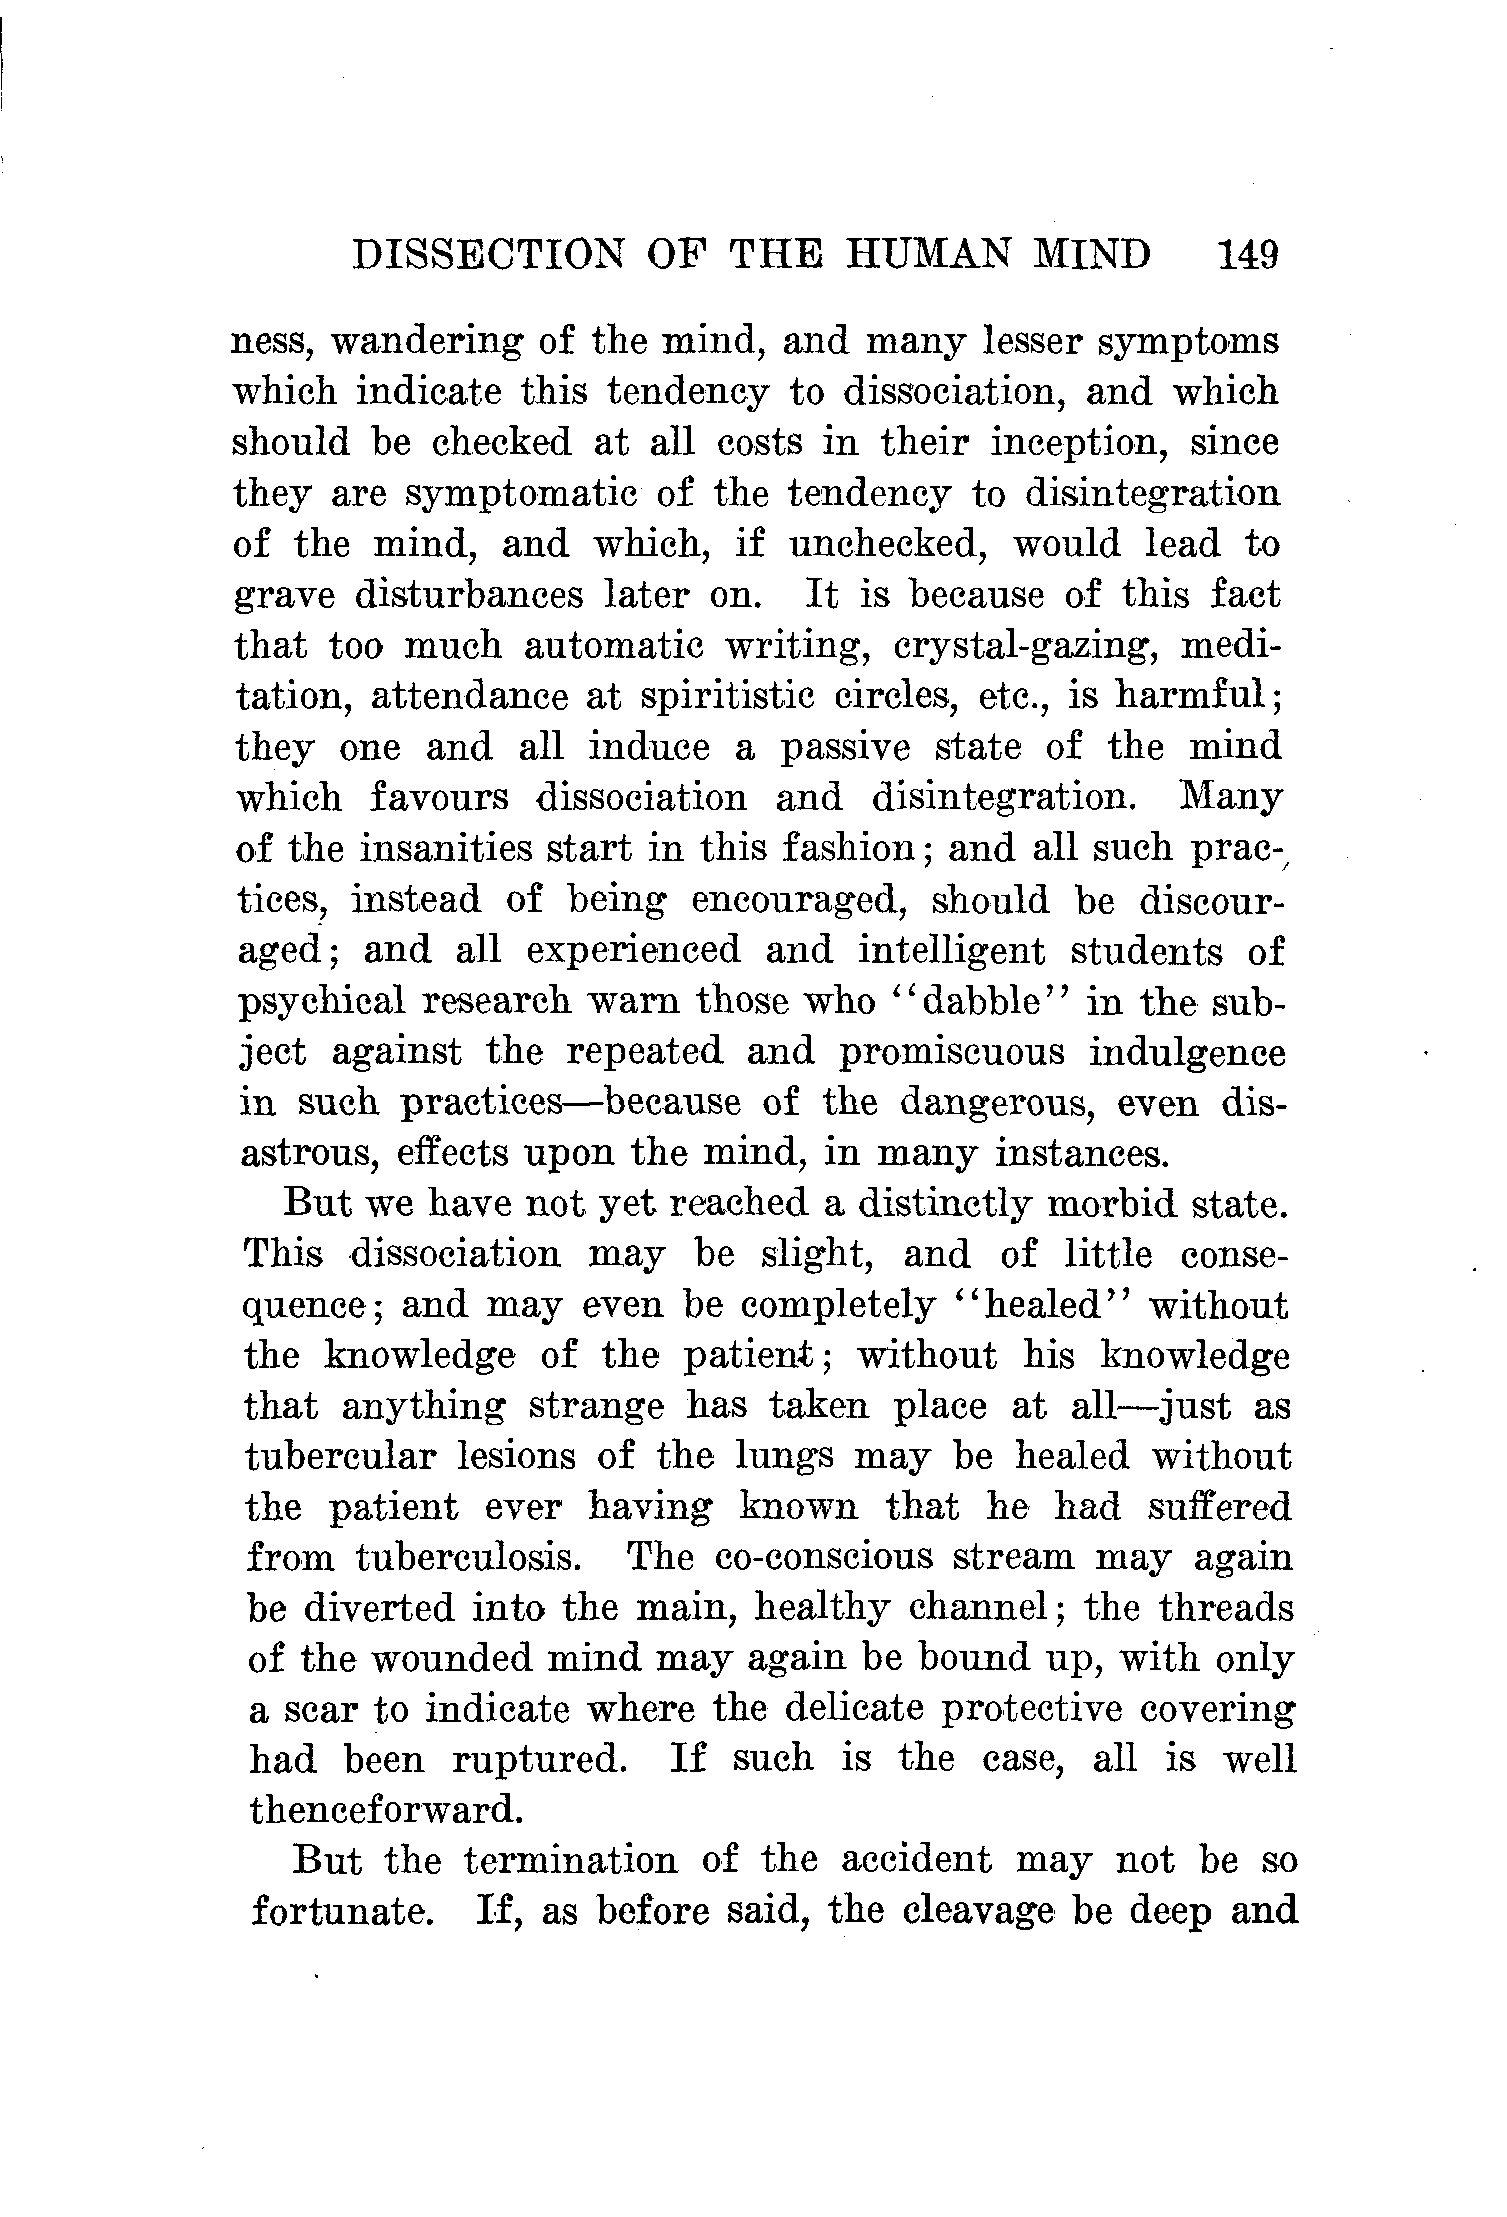 DISSECTION OF THE HUMAN MIND 149
ness, wandering of the mind, and many lesser symptoms
which indicate this tendency to dissociation, and which
should be checked at all costs in their inception, since
they are symptomatic of the tendency to disintegration
of the mind, and which, if unchecked, would lead to
grave disturbances later on. It is because of this fact
that too much automatic writing, crystal-gazing, medi-
tation, attendance at spiritistic circles, etc., is harmful;
they one and all induce a passive state of the mind
which favours dissociation and disintegration. Many
of the insanities start in this fashion; and all such prac-
tices, instead of being encouraged, should be discour-
aged; and all experienced and intelligent students of
psychical research warn those who "dabble" in the sub-
ject against the repeated and promiscuous indulgence
in such practices—because of the dangerous, even dis-
astrous, effects upon the mind, in many instances.
But we have not yet reached a distinctly morbid state.
This dissociation may be slight, and of little conse-
quence; and may even be completely "healed" without
the knowledge of the patient; without his knowledge
that anything strange has taken place at all—just as
tubercular lesions of the lungs may be healed without
the patient ever having known that he had suffered
from tuberculosis. The co-conscious stream may again
be diverted into the main, healthy channel; the threads
of the wounded mind may again be bound up, with only
a scar to indicate where the delicate protective covering
had been ruptured. If such is the case, all is well
thenceforward.
But the termination of the accident may not be so
fortunate. If, as before said, the cleavage be deep and